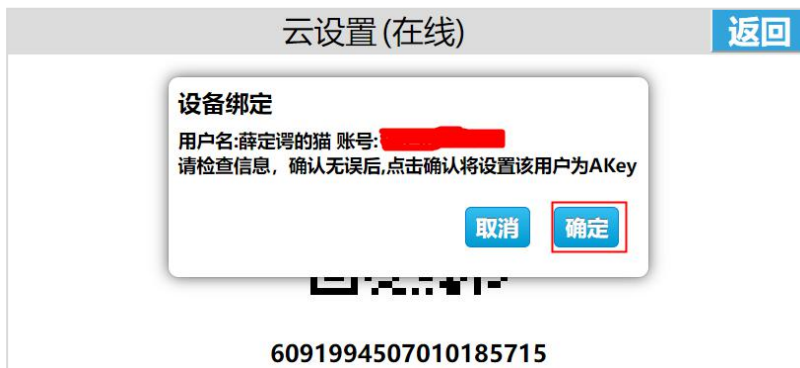 云设置(在线)
返回
设备绑定
用户名:薛定谔的猫 账号:
请检查信息，确认无误后,点击确认将设置该用户为AKey
取消
确定
6091994507010185715